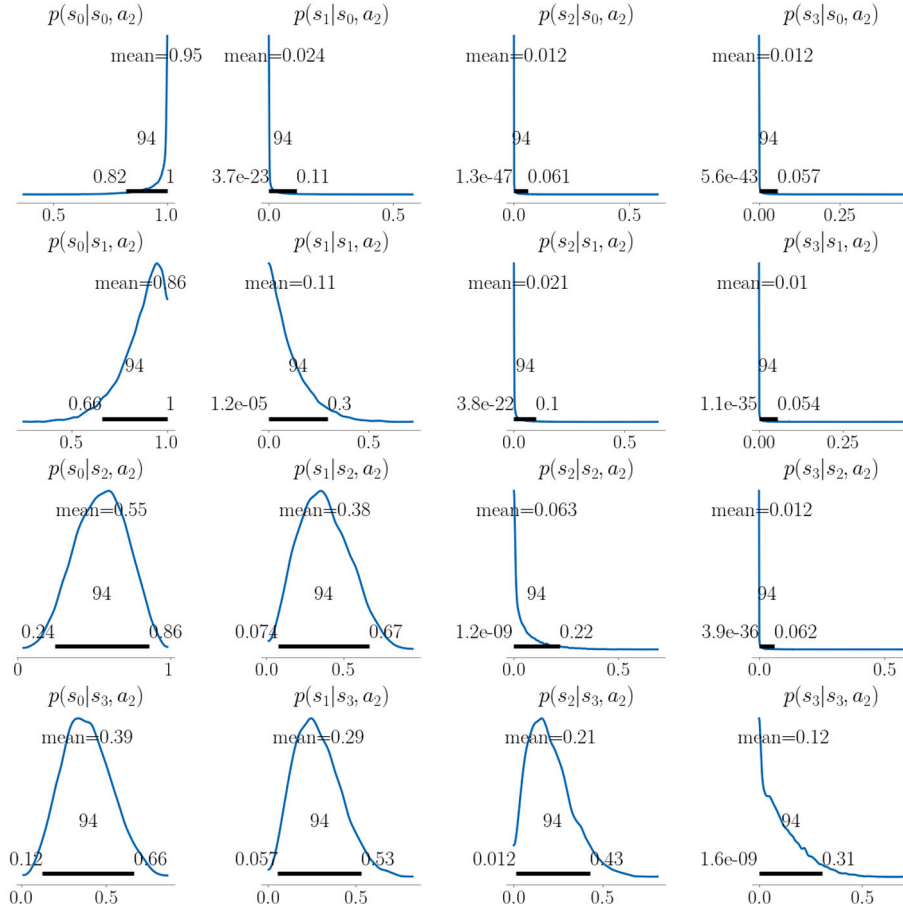 p(s₀|s₀, a₂) p(s₁|s₀, a₂) p(s₂|s₀, a₂) p(s₃|s₀, a₂)
mean=0.95 mean=0.024 mean=0.012 mean=0.012
94 94 94 94
0.82 1 3.7e-23 0.11 1.3e-47 0.061 5.6e-43 0.057
0.5 1.0 0.0 0.5 0.0 0.5 0.00 0.25
p(s₀|s₁, a₂) p(s₁|s₁, a₂) p(s₂|s₁, a₂) p(s₃|s₁, a₂)
mean=0.86 mean=0.11 mean=0.021 mean=0.01
94 94 94 94
0.66 1 1.2e-05 0.3 3.8e-22 0.1 1.1e-35 0.054
0.5 1.0 0.0 0.5 0.0 0.5 0.00 0.25
p(s₀|s₂, a₂) p(s₁|s₂, a₂) p(s₂|s₂, a₂) p(s₃|s₂, a₂)
mean=0.55 mean=0.38 mean=0.063 mean=0.012
94 94 94 94
0.24 0.86 0.074 0.67 1.2e-09 0.22 3.9e-36 0.062
0 1 0.0 0.5 0.0 0.5 0.0 0.5
p(s₀|s₃, a₂) p(s₁|s₃, a₂) p(s₂|s₃, a₂) p(s₃|s₃, a₂)
mean=0.39 mean=0.29 mean=0.21 mean=0.12
94 94 94 94
0.12 0.66 0.057 0.53 0.012 0.43 1.6e-09 0.31
0.0 0.5 0.0 0.5 0.0 0.5 0.0 0.5